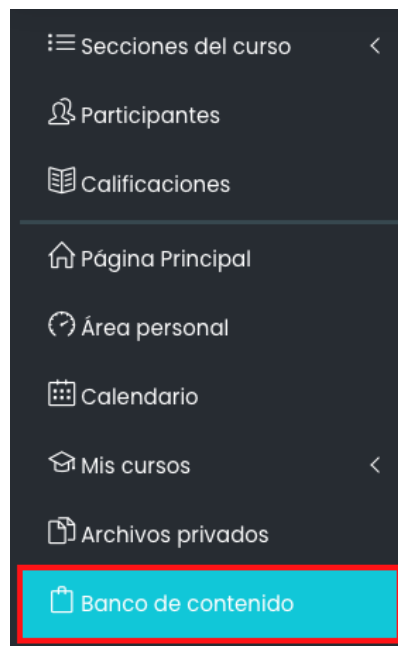 Secciones del curso
Participantes
Calificaciones
Página Principal
Área personal
Calendario
Mis cursos
Archivos privados
Banco de contenido